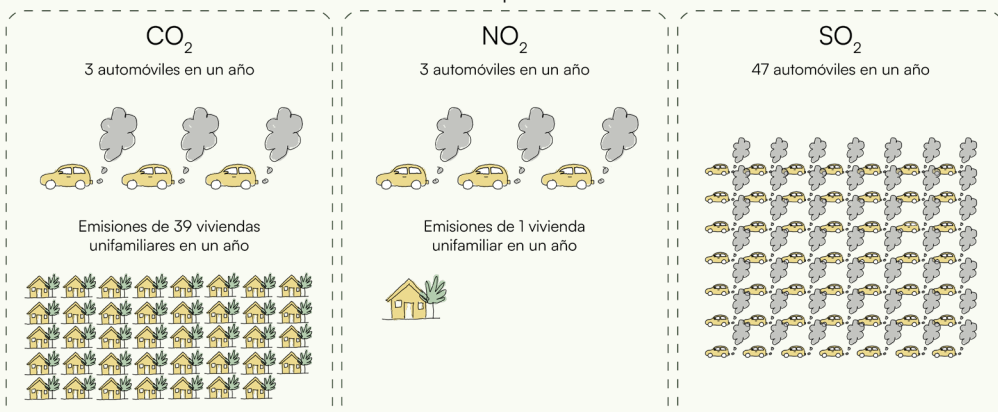 CO₂
3 automóviles en un año
Emisiones de 39 viviendas
unifamiliares en un año
NO₂
3 automóviles en un año
Emisiones de 1 vivienda
unifamiliar en un año
SO₂
47 automóviles en un año